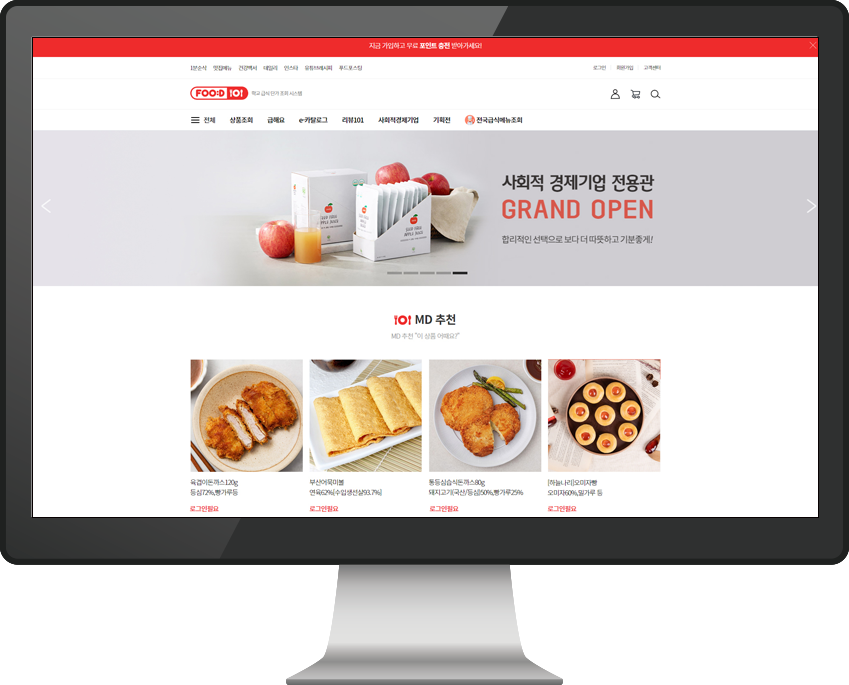 지금 가입하고 무료 포인트 충전 받아가세요!
1분순삭 맛집메뉴 건강백서 데일리 인스타 유튜브레시피 푸드포스팅
로그인 회원가입 고객센터
FOO:D 101 학교 급식 단가 조회 시스템
전체 상품조회 급해요 e-카탈로그 리뷰101 사회적경제기업 기획전 전국급식메뉴조회
사회적 경제기업 전용관
GRAND OPEN
합리적인 선택으로 보다 더 따뜻하고 기분좋게!
101 MD 추천
MD 추천 "이 상품 어때요?"
육겹이돈까스120g
등심72%,빵가루등
로그인필요
부산어묵미볼
연육62%[수입생선살93.7%]
로그인필요
통등심습식돈까스80g
돼지고기[국산/등심]50%,빵가루25%
로그인필요
[하늘나리]오미자빵
오미자60%,밀가루 등
로그인필요